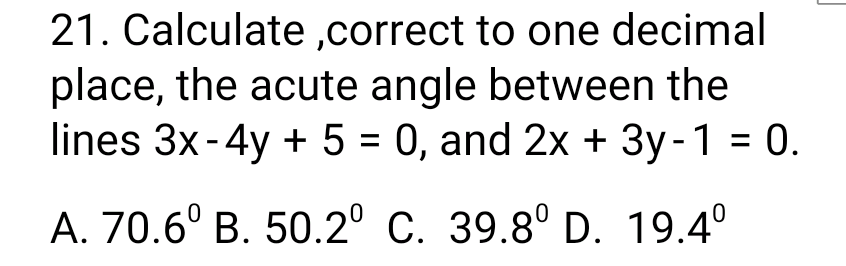 21. Calculate ,correct to one decimal
place, the acute angle between the
lines 3x - 4y + 5 = 0, and 2x + 3y - 1 = 0.
A. 70.6⁰ B. 50.2⁰ C. 39.8⁰ D. 19.4⁰